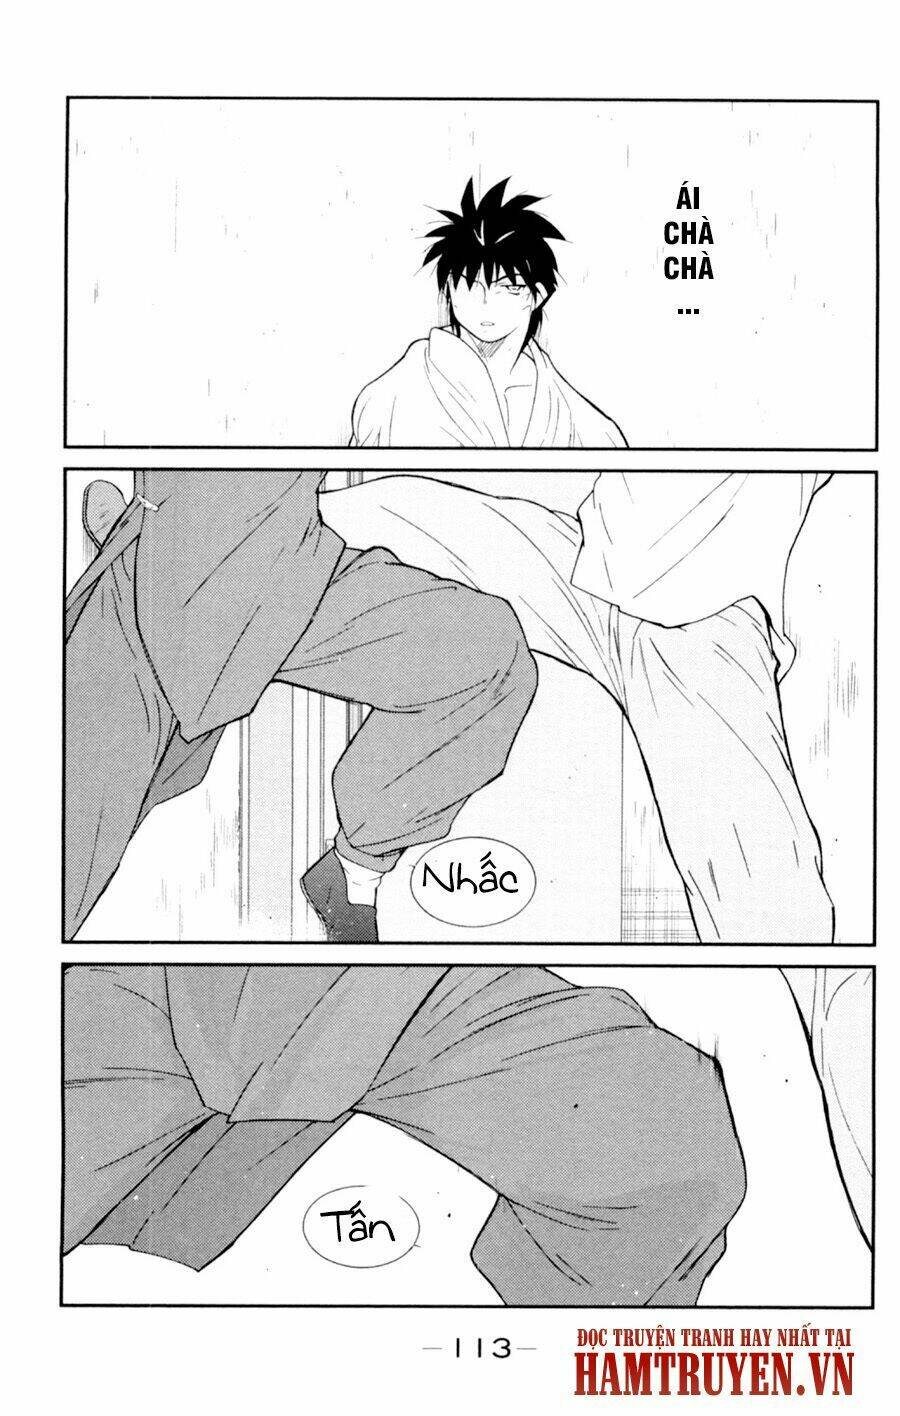 ÁI
CHÀ
CHÀ
...
Nhấc
Tấn
113
ĐỌC TRUYỆN TRANH HAY NHẤT TẠI
HAMTRUYEN.VN